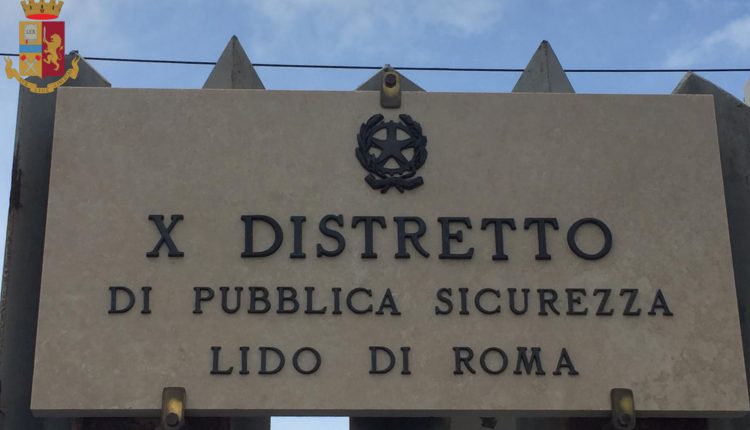 X DISTRETTO
DI PUBBLICA SICUREZZA
LIDO DI ROMA